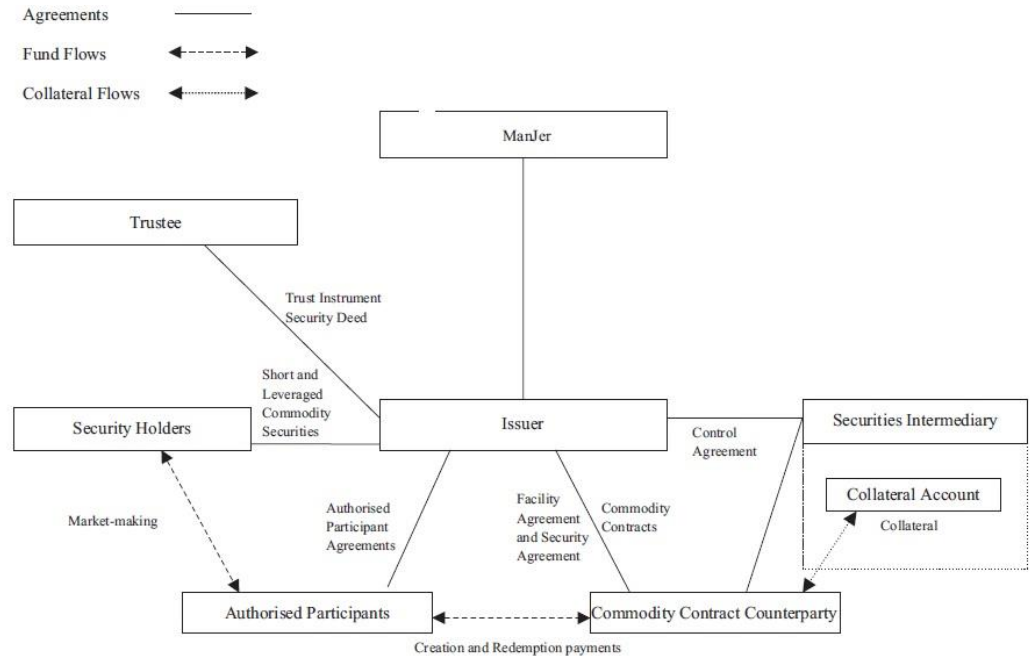 Agreements
Fund Flows
Collateral Flows
ManJer
Trustee
Trust Instrument
Security Deed
Short and
Leveraged
Commodity
Securities
Security Holders
Issuer
Control
Agreement
Securities Intermediary
Collateral Account
Collateral
Market-making
Authorised
Participant
Agreements
Facility
Agreement
and Security
Agreement
Commodity
Contracts
Authorised Participants
Commodity Contract Counterparty
Creation and Redemption payments